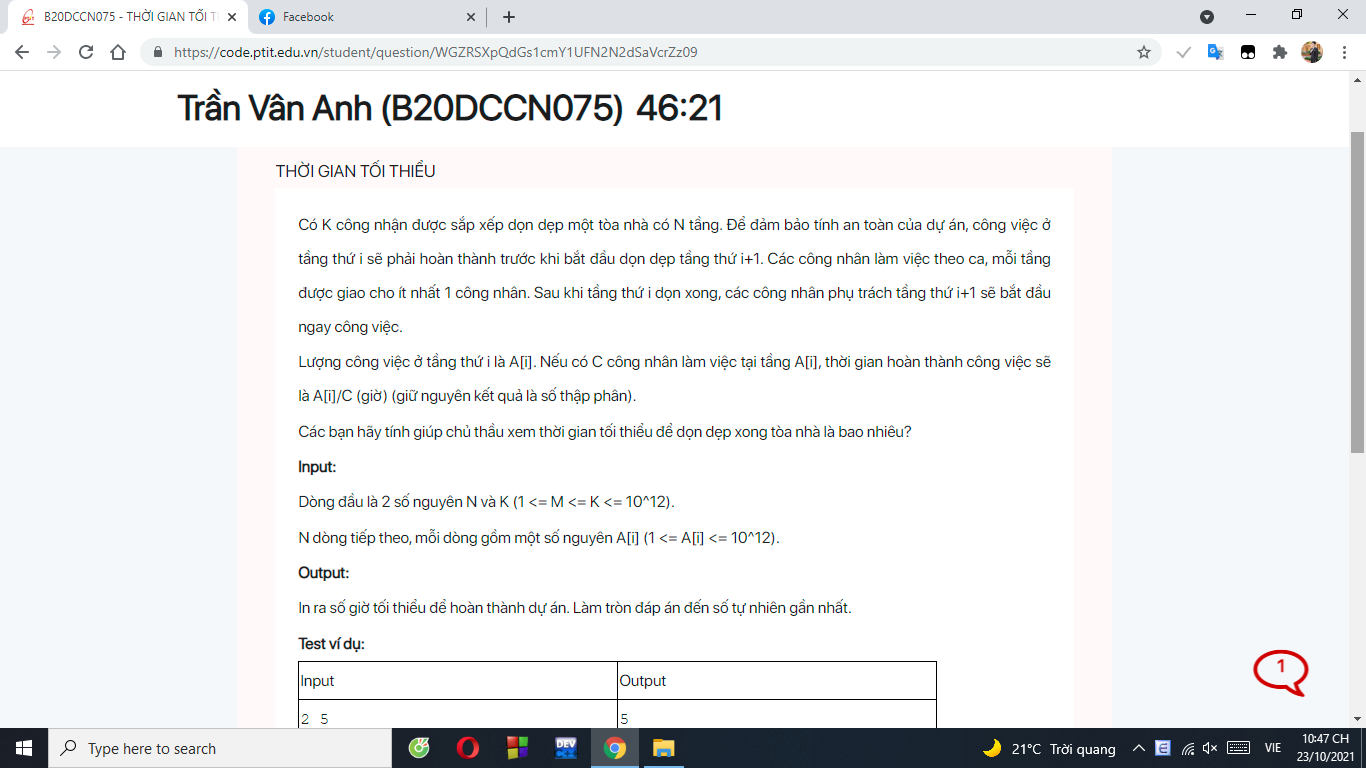 B20DCCN075 - THỜI GIAN TỐI T
Facebook
https://code.ptit.edu.vn/student/question/WGZRSXpQdGs1cmY1UFN2N2dSaVcrZz09
Trần Vân Anh (B20DCCN075) 46:21
THỜI GIAN TỐI THIỂU
Có K công nhận được sắp xếp dọn dẹp một tòa nhà có N tầng. Để đảm bảo tính an toàn của dự án, công việc ở
tầng thứ i sẽ phải hoàn thành trước khi bắt đầu dọn dẹp tầng thứ i+1. Các công nhân làm việc theo ca, mỗi tầng
được giao cho ít nhất 1 công nhân. Sau khi tầng thứ i dọn xong, các công nhân phụ trách tầng thứ i+1 sẽ bắt đầu
ngay công việc.
Lượng công việc ở tầng thứ i là A[i]. Nếu có C công nhân làm việc tại tầng A[i], thời gian hoàn thành công việc sẽ
là A[i]/C (giờ) (giữ nguyên kết quả là số thập phân).
Các bạn hãy tính giúp chủ thầu xem thời gian tối thiểu để dọn dẹp xong tòa nhà là bao nhiêu?
Input:
Dòng đầu là 2 số nguyên N và K (1 <= M <= K <= 10^12).
N dòng tiếp theo, mỗi dòng gồm một số nguyên A[i] (1 <= A[i] <= 10^12).
Output:
In ra số giờ tối thiểu để hoàn thành dự án. Làm tròn đáp án đến số tự nhiên gần nhất.
Test ví dụ:
Input Output
2 5 5
1
Type here to search
DEV
21°C Trời quang
VIE
10:47 CH
23/10/2021